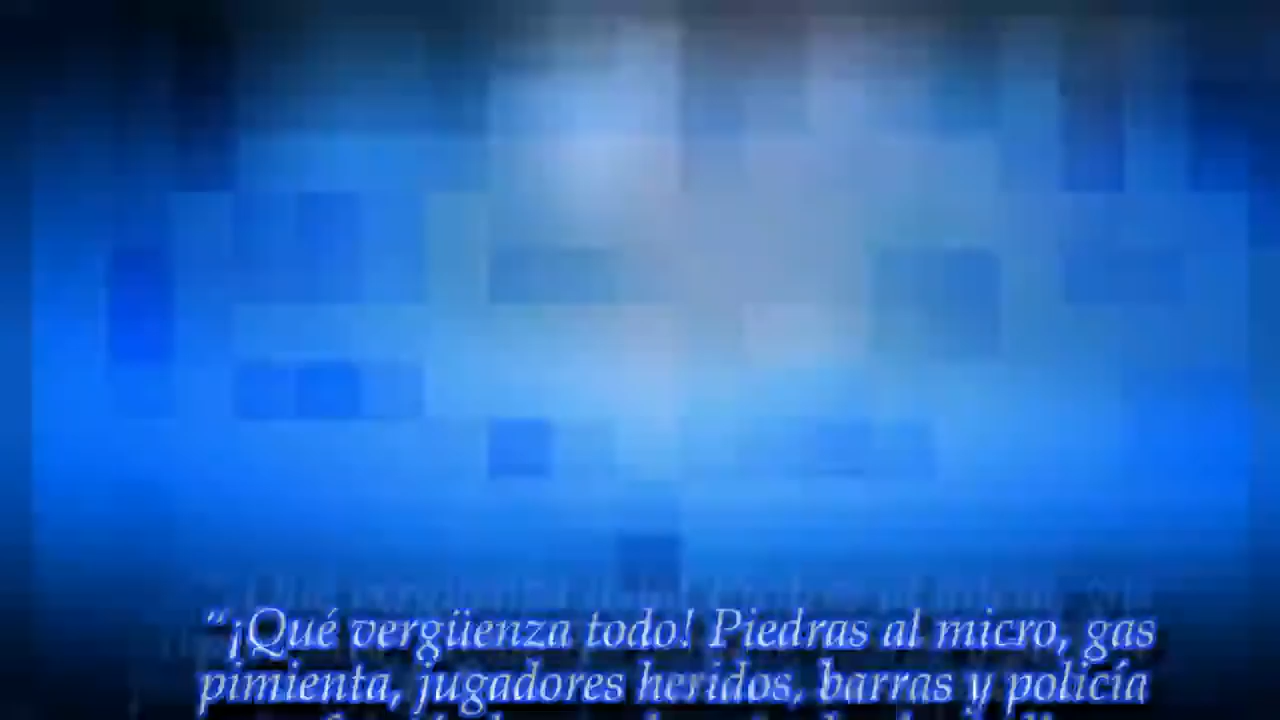 “¡Qué vergüenza todo! Piedras al micro, gas
pimienta, jugadores heridos, barras y policía